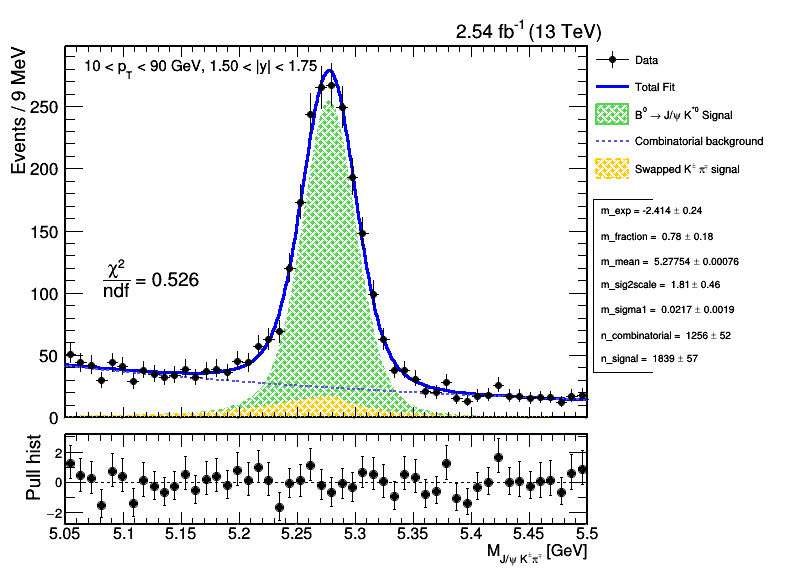 2.54 fb⁻¹ (13 TeV)
10 < p_T < 90 GeV, 1.50 < |y| < 1.75
Events / 9 MeV
250
200
150
100
50
0
χ²/ndf = 0.526
Data
Total Fit
B⁰ → J/ψ K*⁰ Signal
Combinatorial background
Swapped K± π∓ signal
m_exp = -2.414 ± 0.24
m_fraction = 0.78 ± 0.18
m_mean = 5.27754 ± 0.00076
m_sig2scale = 1.81 ± 0.46
m_sigma1 = 0.0217 ± 0.0019
n_combinatorial = 1256 ± 52
n_signal = 1839 ± 57
Pull hist
2
0
−2
5.05 5.1 5.15 5.2 5.25 5.3 5.35 5.4 5.45 5.5
M_J/ψ K±π∓ [GeV]